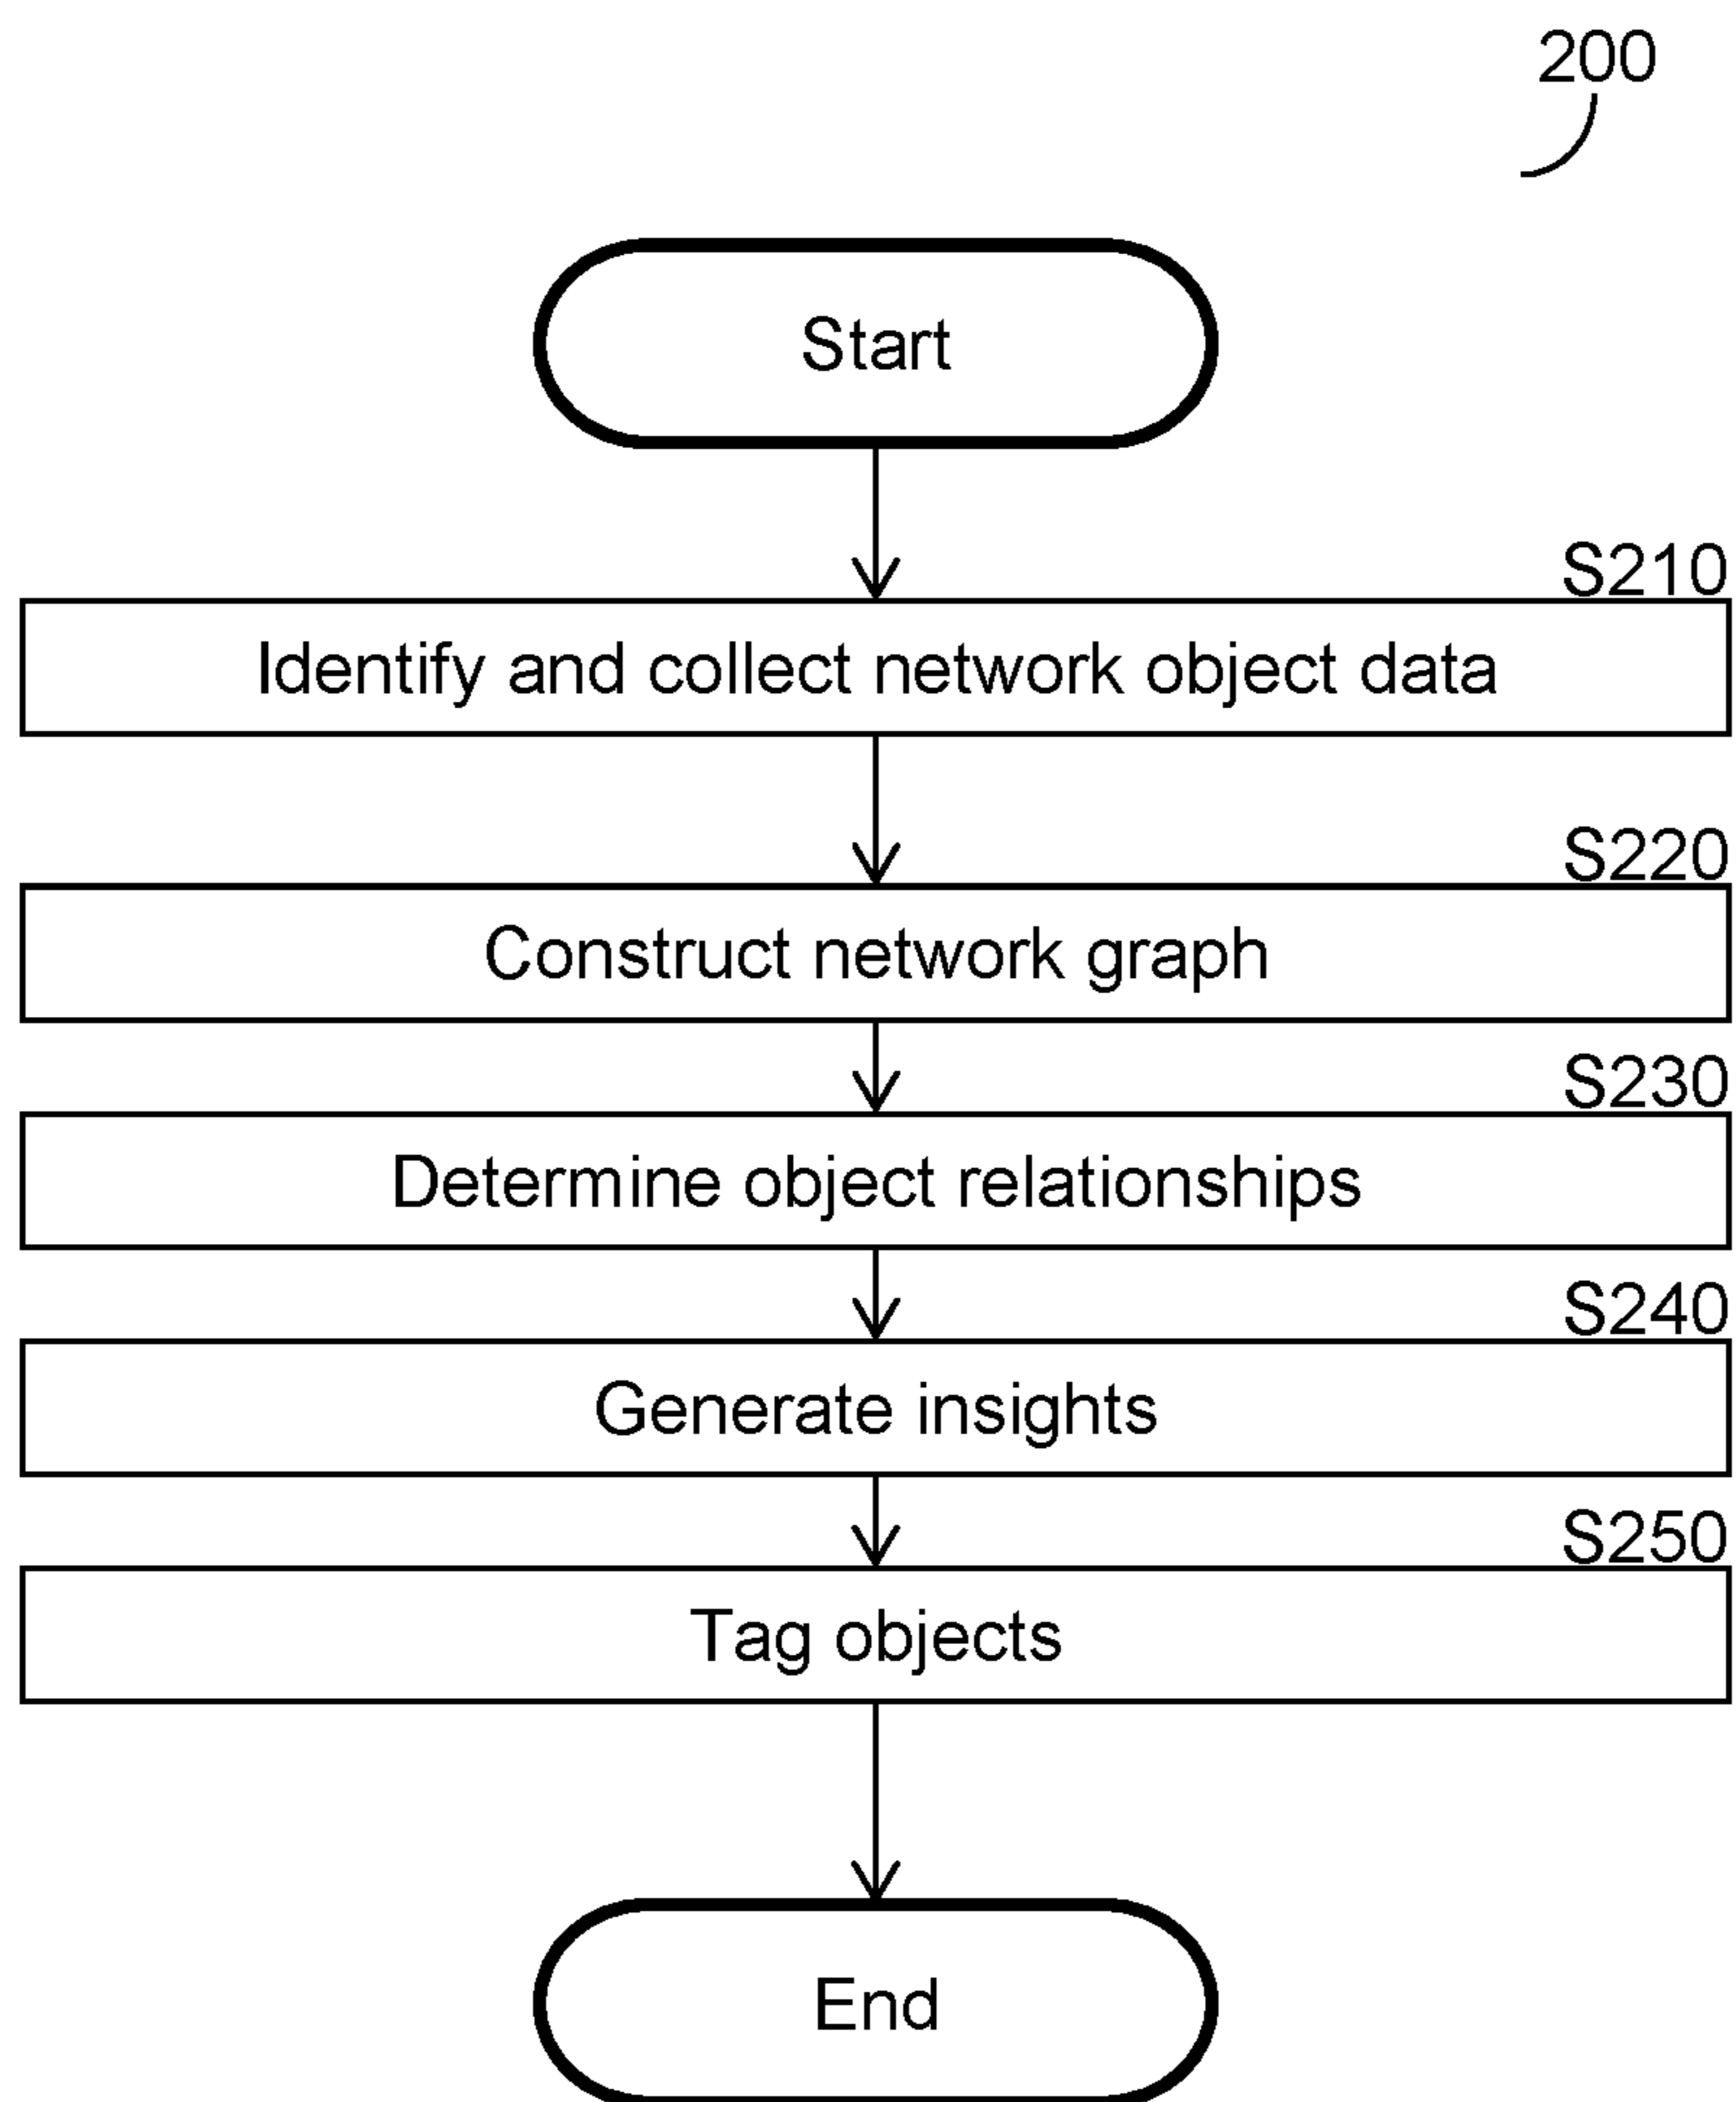 200
Start
S210
Identify and collect network object data
S220
Construct network graph
S230
Determine object relationships
S240
Generate insights
S250
Tag objects
End